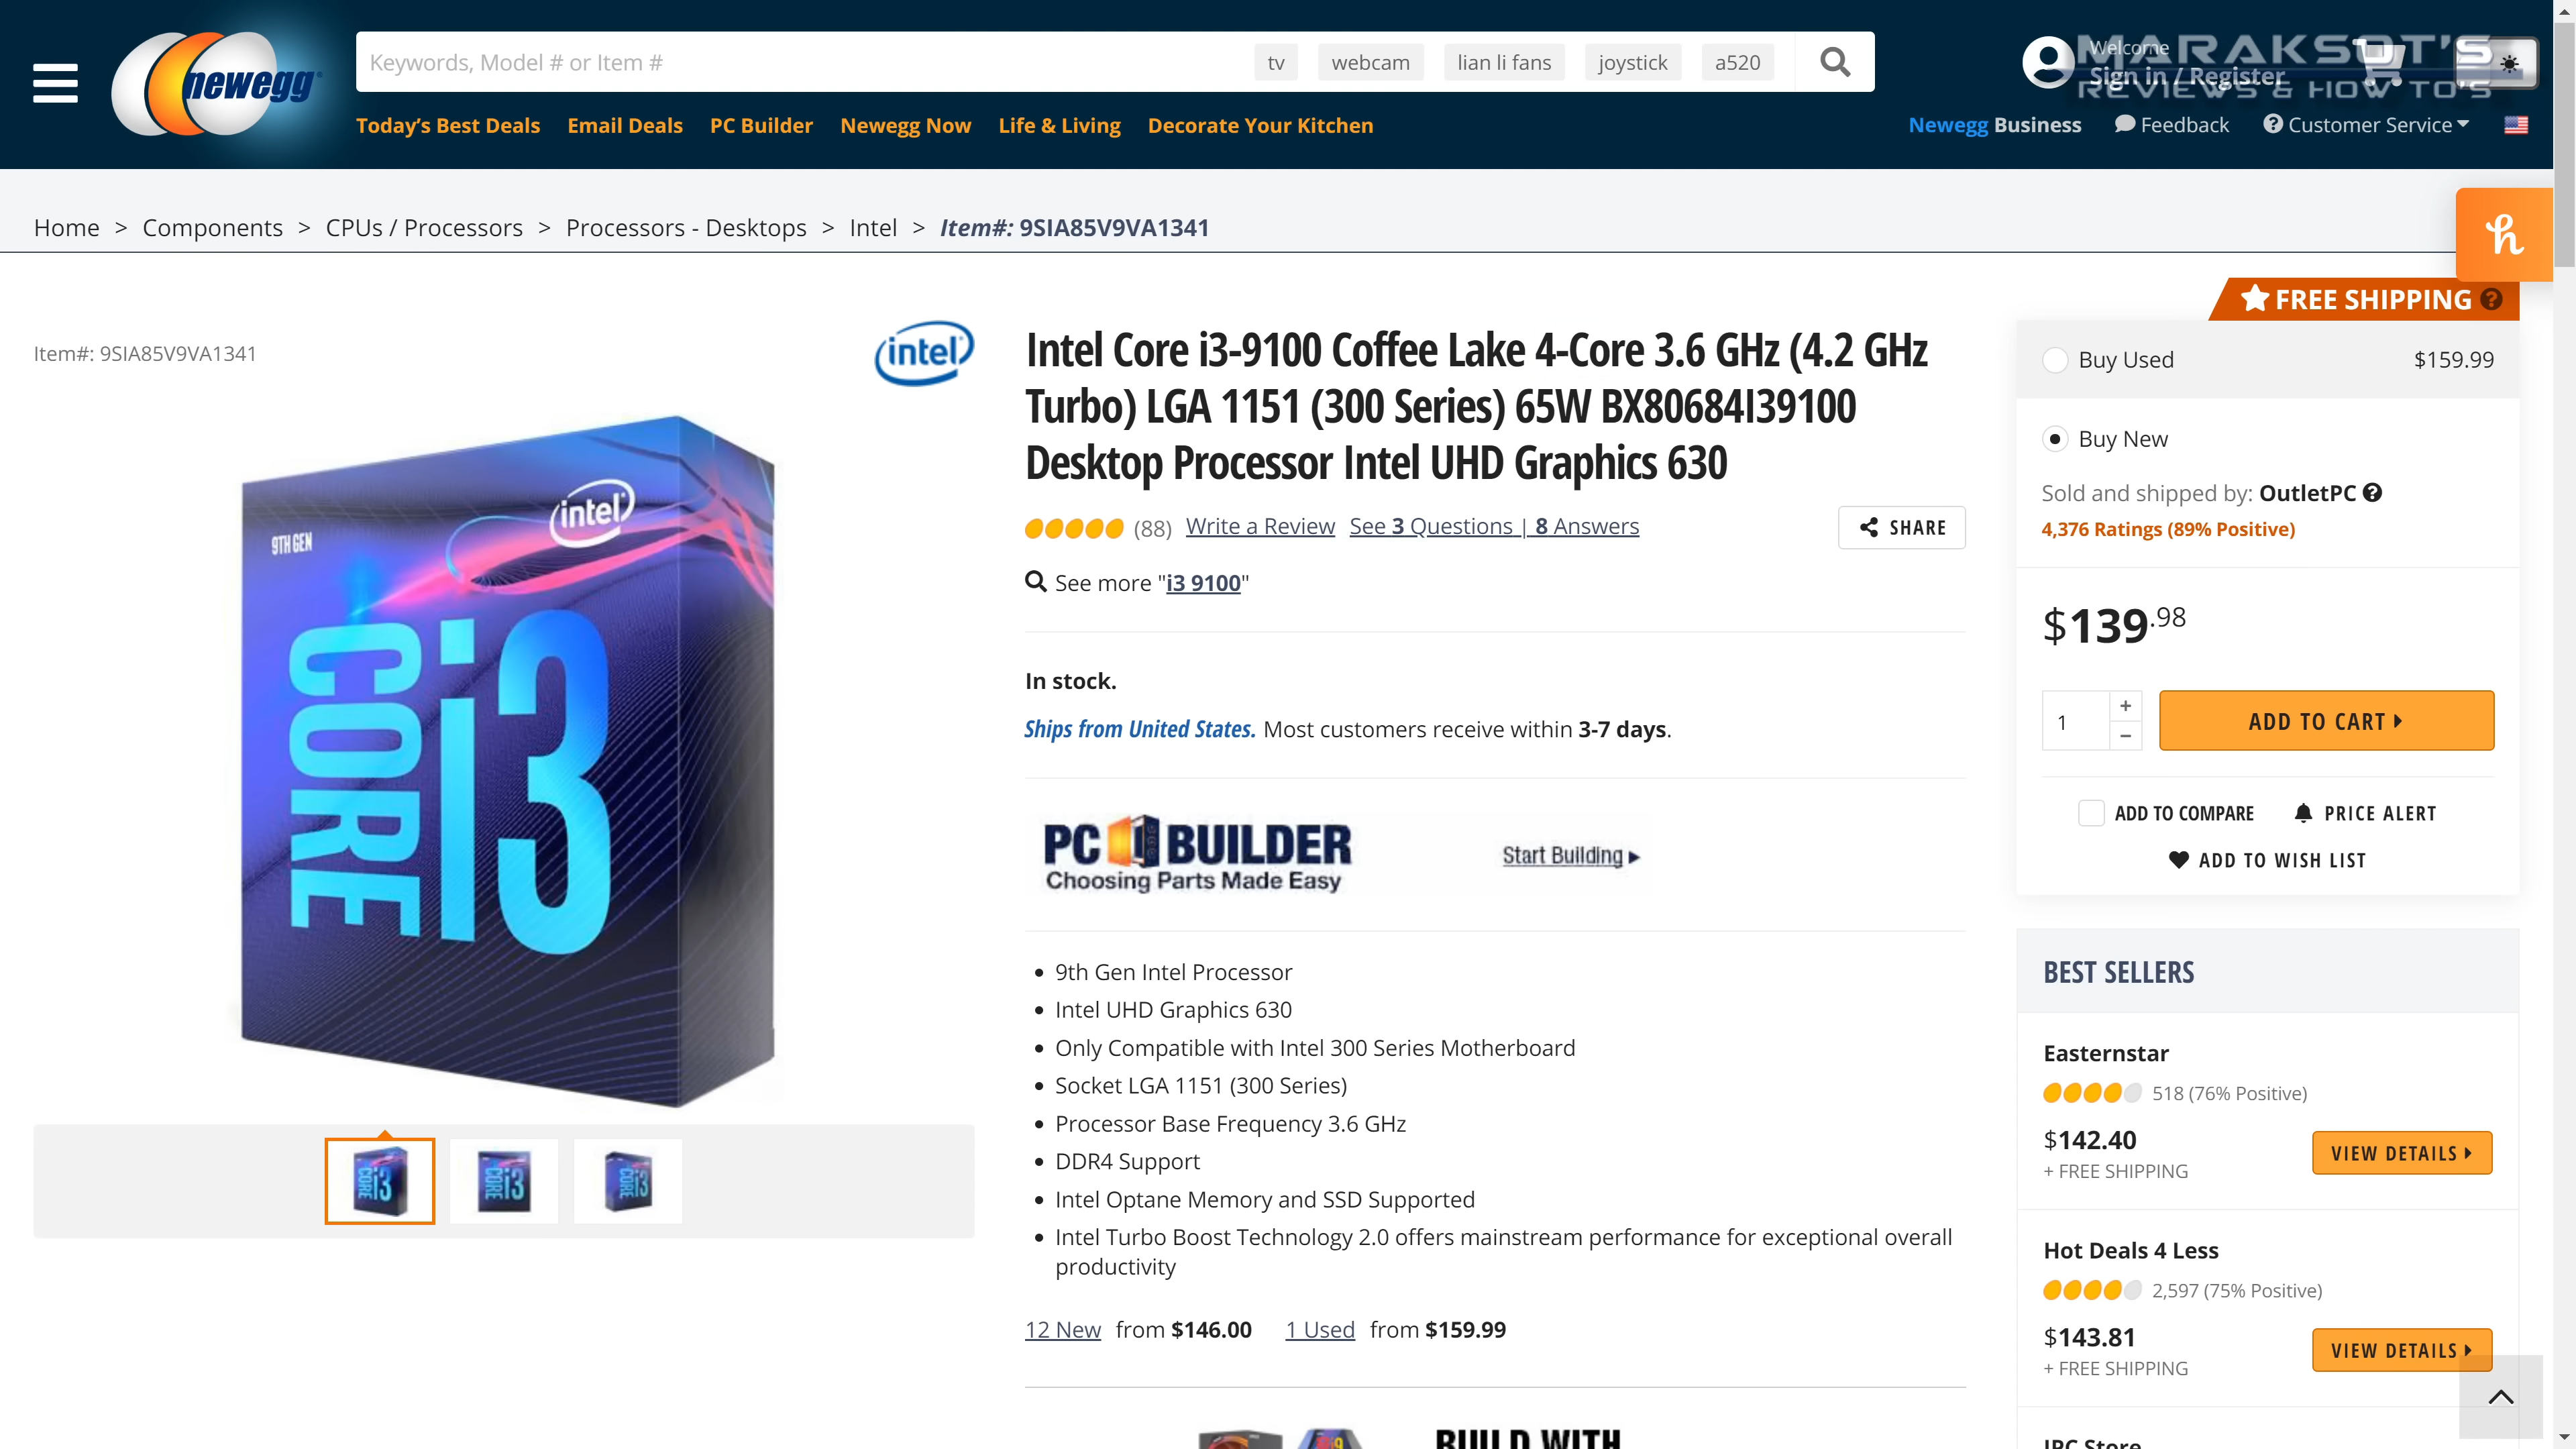 newegg
Keywords, Model # or Item #
tv
webcam
lian li fans
joystick
a520
Welcome
Sign in / Register
MARAKSOT'S
REVIEWS & HOW TO'S
Today's Best Deals
Email Deals
PC Builder
Newegg Now
Life & Living
Decorate Your Kitchen
Newegg Business
Feedback
Customer Service
Home > Components > CPUs / Processors > Processors - Desktops > Intel > Item#: 9SIA85V9VA1341
Item#: 9SIA85V9VA1341
intel
9TH GEN
intel
CORE
i3
CORE i3
CORE i3
CORE i3
Intel Core i3-9100 Coffee Lake 4-Core 3.6 GHz (4.2 GHz
Turbo) LGA 1151 (300 Series) 65W BX80684I39100
Desktop Processor Intel UHD Graphics 630
(88) Write a Review See 3 Questions | 8 Answers
SHARE
See more "i3 9100"
In stock.
Ships from United States. Most customers receive within 3-7 days.
PC BUILDER
Choosing Parts Made Easy
Start Building
9th Gen Intel Processor
Intel UHD Graphics 630
Only Compatible with Intel 300 Series Motherboard
Socket LGA 1151 (300 Series)
Processor Base Frequency 3.6 GHz
DDR4 Support
Intel Optane Memory and SSD Supported
Intel Turbo Boost Technology 2.0 offers mainstream performance for exceptional overall
productivity
12 New from $146.00 1 Used from $159.99
BUILD WITH
FREE SHIPPING
Buy Used $159.99
Buy New
Sold and shipped by: OutletPC
4,376 Ratings (89% Positive)
$139.98
1
ADD TO CART
ADD TO COMPARE
PRICE ALERT
ADD TO WISH LIST
BEST SELLERS
Easternstar
518 (76% Positive)
$142.40
+ FREE SHIPPING
VIEW DETAILS
Hot Deals 4 Less
2,597 (75% Positive)
$143.81
+ FREE SHIPPING
VIEW DETAILS
JPC Store